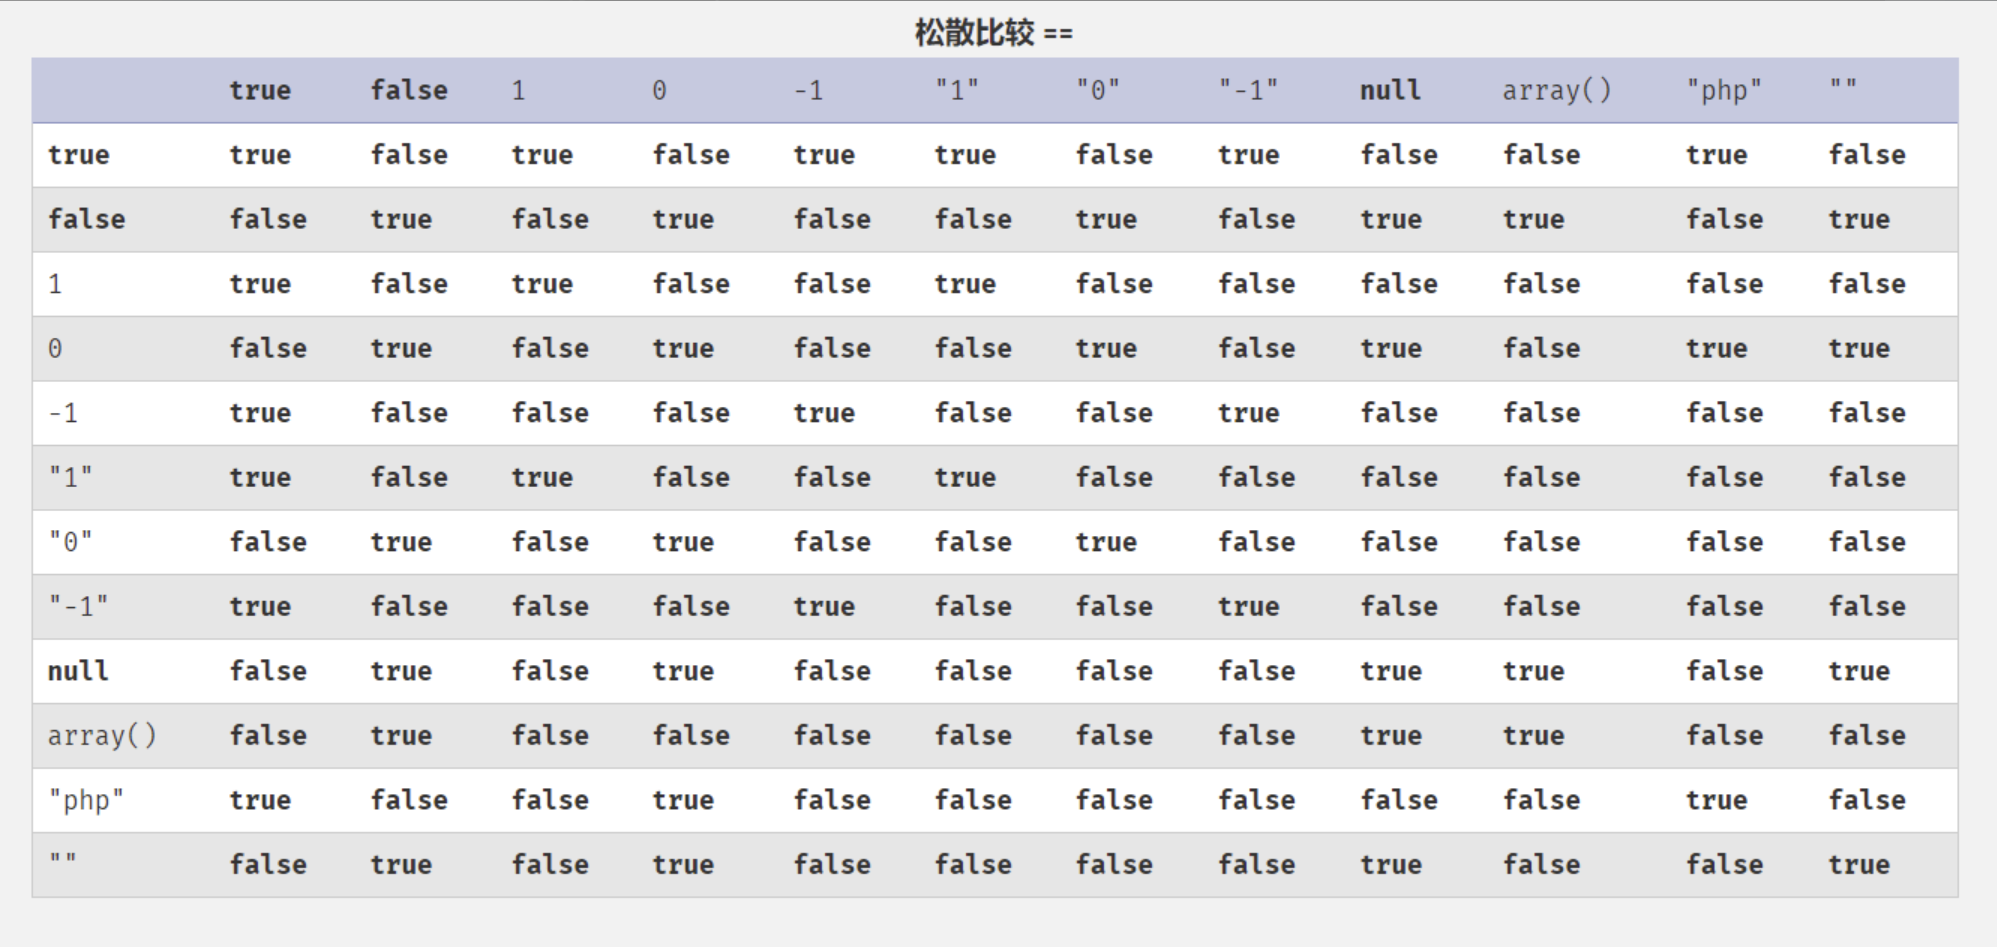 松散比较 ==
true false 1 0 -1 "1" "0" "-1" null array() "php" ""
true true false true false true true false true false false true false
false false true false true false false true false true true false true
1 true false true false false true false false false false false false
0 false true false true false false true false true false true true
-1 true false false false true false false true false false false false
"1" true false true false false true false false false false false false
"0" false true false true false false true false false false false false
"-1" true false false false true false false true false false false false
null false true false true false false false false true true false true
array() false true false false false false false false true true false false
"php" true false false true false false false false false false true false
"" false true false true false false false false true false false true